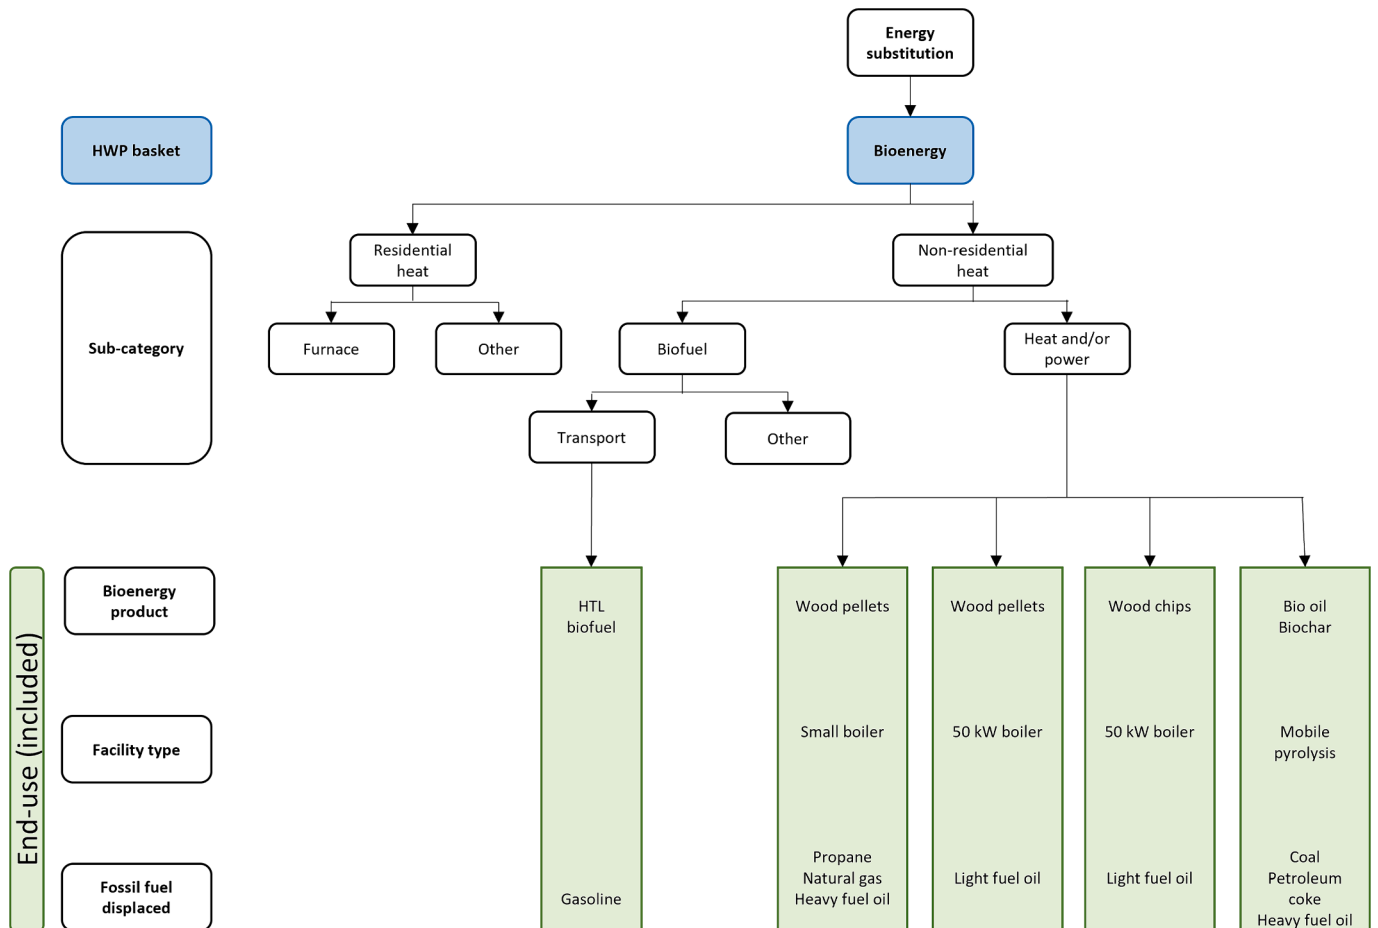 Energy
substitution
HWP basket
Bioenergy
Residential
heat
Non-residential
heat
Sub-category
Furnace
Other
Biofuel
Heat and/or
power
Transport
Other
End-use (included)
Bioenergy
product
HTL
biofuel
Wood pellets
Wood pellets
Wood chips
Bio oil
Biochar
Facility type
Small boiler
50 kW boiler
50 kW boiler
Mobile
pyrolysis
Fossil fuel
displaced
Gasoline
Propane
Natural gas
Heavy fuel oil
Light fuel oil
Light fuel oil
Coal
Petroleum
coke
Heavy fuel oil